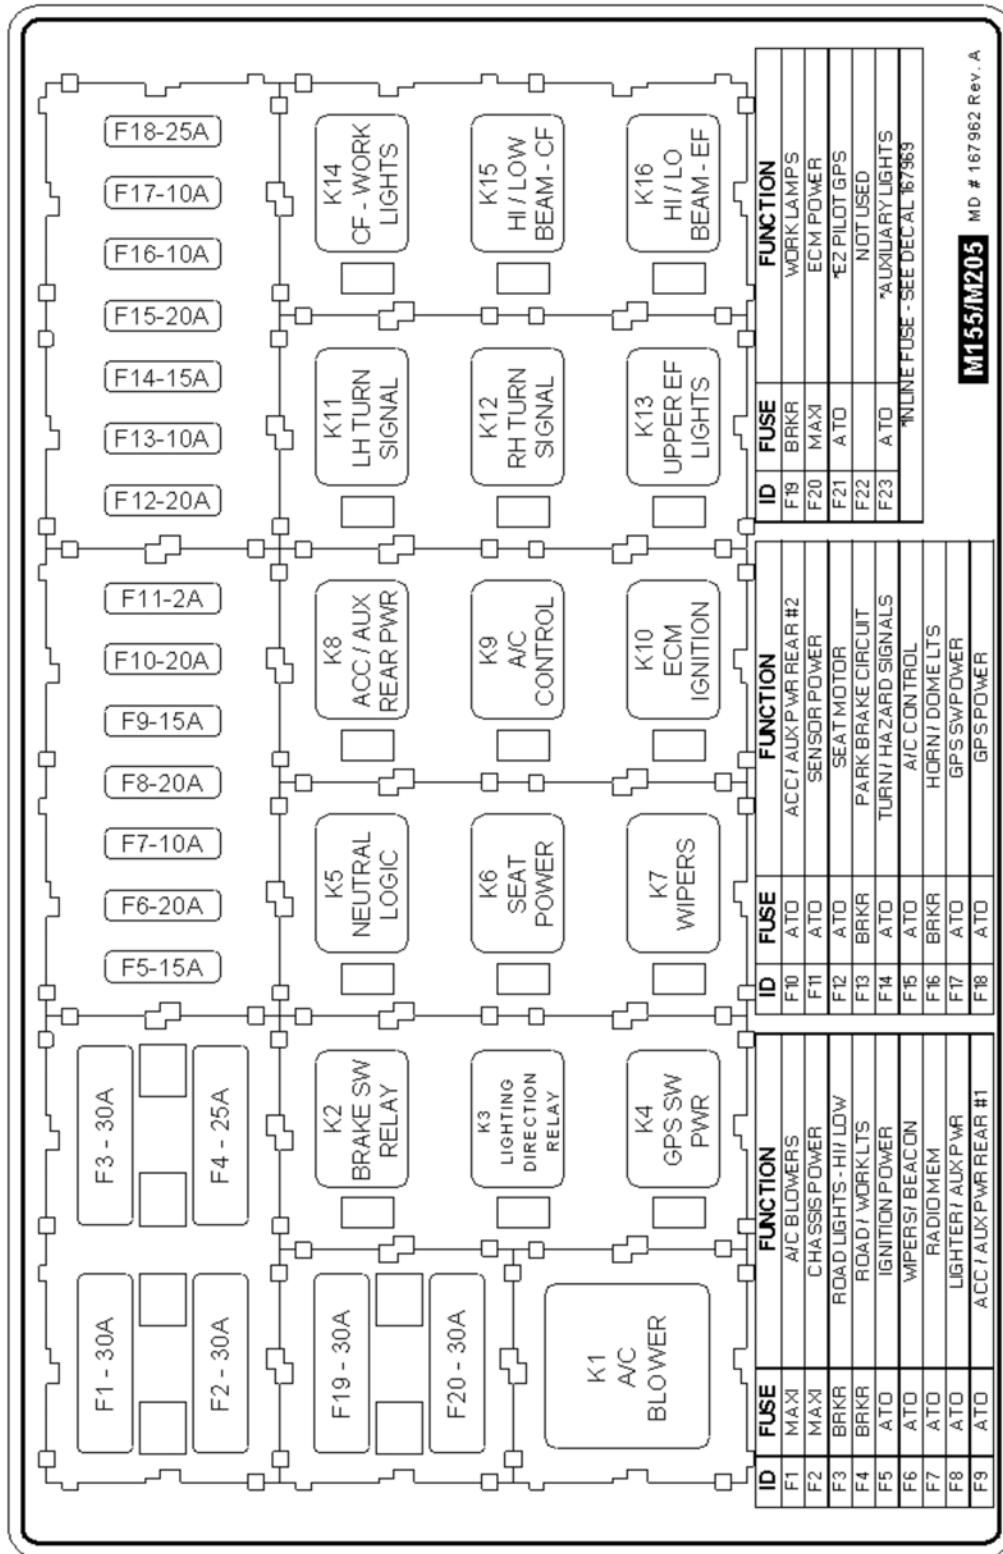 F1 - 30A
F2 - 30A
F3 - 30A
F4 - 25A
F5-15A
F6-20A
F7-10A
F8-20A
F9-15A
F10-20A
F11-2A
F12-20A
F13-10A
F14-15A
F15-20A
F16-10A
F17-10A
F18-25A
F19 - 30A
F20 - 30A
K1
A/C
BLOWER
K2
BRAKE SW
RELAY
K3
LIGHTING
DIRECTION
RELAY
K4
GPS SW
PWR
K5
NEUTRAL
LOGIC
K6
SEAT
POWER
K7
WIPERS
K8
ACC / AUX
REAR PWR
K9
A/C
CONTROL
K10
ECM
IGNITION
K11
LH TURN
SIGNAL
K12
RH TURN
SIGNAL
K13
UPPER EF
LIGHTS
K14
CF - WORK
LIGHTS
K15
HI / LOW
BEAM - CF
K16
HI / LO
BEAM - EF
ID FUSE FUNCTION
F1 MAXI A/C BLOWERS
F2 MAXI CHASSIS POWER
F3 BRKR ROAD LIGHTS - HI / LOW
F4 BRKR ROAD / WORK LTS
F5 ATO IGNITION POWER
F6 ATO WIPERS / BEACON
F7 ATO RADIO MEM
F8 ATO LIGHTER / AUX PWR
F9 ATO ACC / AUX PWR REAR #1
ID FUSE FUNCTION
F10 ATO ACC / AUX PWR REAR #2
F11 ATO SENSOR POWER
F12 ATO SEAT MOTOR
F13 BRKR PARK BRAKE CIRCUIT
F14 ATO TURN / HAZARD SIGNALS
F15 ATO A/C CONTROL
F16 BRKR HORN / DOME LTS
F17 ATO GPS SW POWER
F18 ATO GPS POWER
ID FUSE FUNCTION
F19 BRKR WORK LAMPS
F20 MAXI ECM POWER
F21 ATO *EZ PILOT GPS
F22 NOT USED
F23 ATO *AUXILIARY LIGHTS
*INLINE FUSE - SEE DECAL 167969
M155/M205 MD # 167962 Rev. A